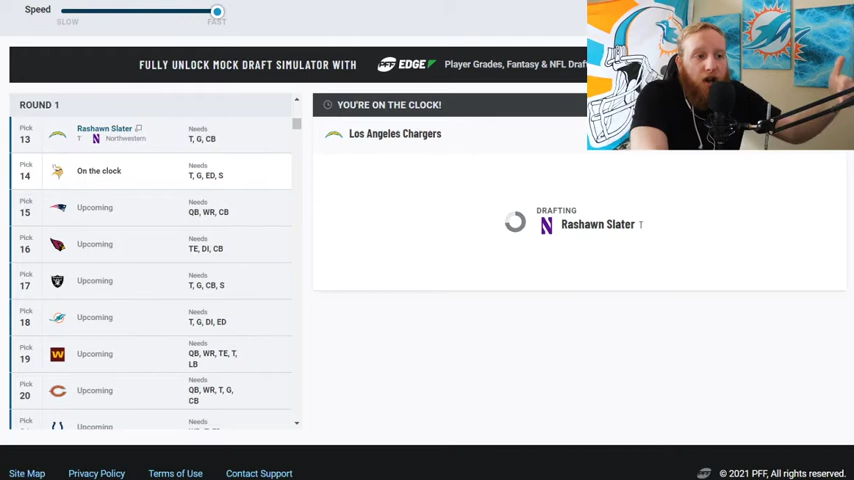 Speed
SLOW
FAST
FULLY UNLOCK MOCK DRAFT SIMULATOR WITH
PFF EDGE
Player Grades, Fantasy & NFL Draf
ROUND 1
Pick
13
Rashawn Slater
T
Northwestern
Needs
T, G, CB
Pick
14
On the clock
Needs
T, G, ED, S
Pick
15
Upcoming
Needs
QB, WR, CB
Pick
16
Upcoming
Needs
TE, DI, CB
Pick
17
Upcoming
Needs
T, G, CB, S
Pick
18
Upcoming
Needs
T, G, DI, ED
Pick
19
Upcoming
Needs
QB, WR, TE, T,
LB
Pick
20
Upcoming
Needs
QB, WR, T, G,
CB
Pick
Upcoming
Needs
YOU'RE ON THE CLOCK!
Los Angeles Chargers
DRAFTING
Rashawn Slater T
Site Map
Privacy Policy
Terms of Use
Contact Support
PFF
© 2021 PFF, All rights reserved.